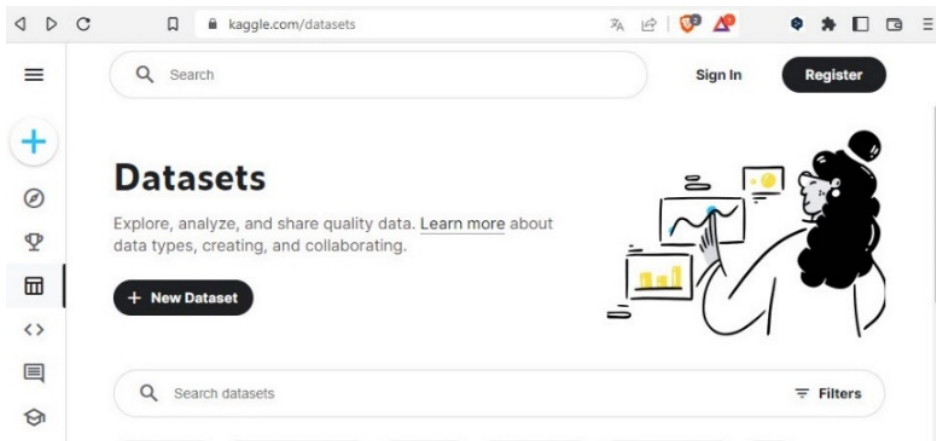 kaggle.com/datasets
Search
Sign In
Register
Datasets
Explore, analyze, and share quality data. Learn more about
data types, creating, and collaborating.
+ New Dataset
Search datasets
Filters